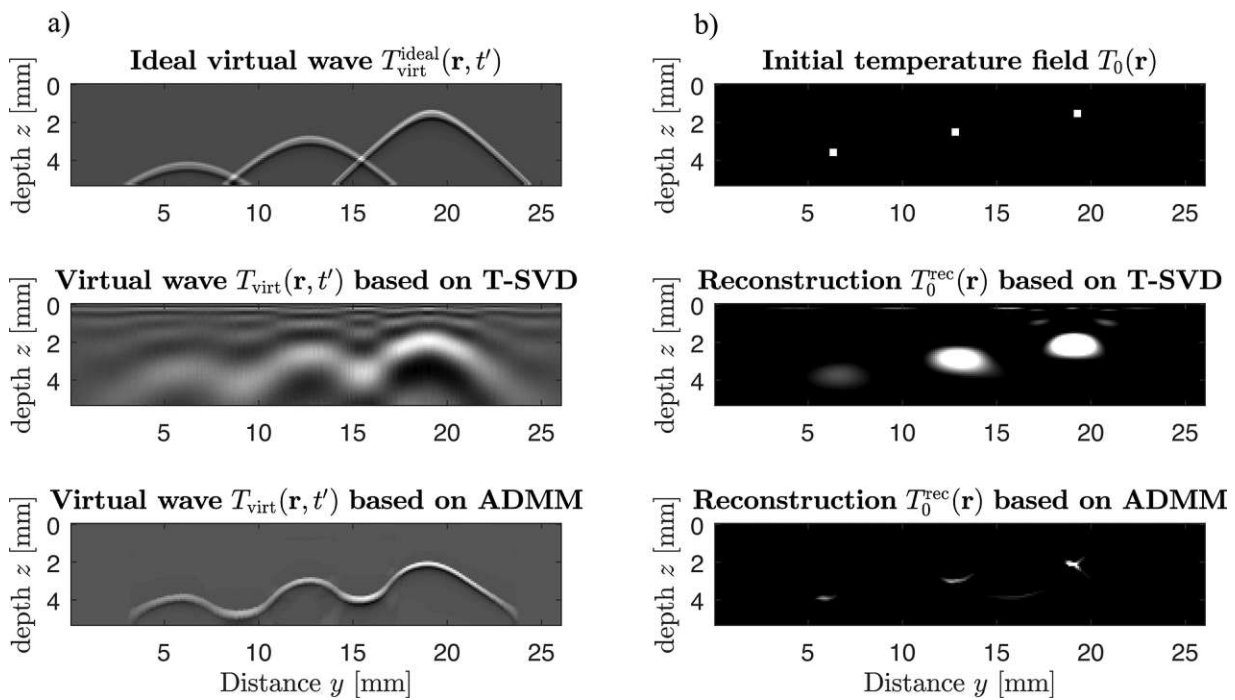 a)
Ideal virtual wave T_virt^ideal(r, t′)
depth z [mm]
0
2
4
5 10 15 20 25
Virtual wave T_virt(r, t′) based on T-SVD
depth z [mm]
0
2
4
5 10 15 20 25
Virtual wave T_virt(r, t′) based on ADMM
depth z [mm]
0
2
4
5 10 15 20 25
Distance y [mm]
b)
Initial temperature field T_0(r)
depth z [mm]
0
2
4
5 10 15 20 25
Reconstruction T_0^rec(r) based on T-SVD
depth z [mm]
0
2
4
5 10 15 20 25
Reconstruction T_0^rec(r) based on ADMM
depth z [mm]
0
2
4
5 10 15 20 25
Distance y [mm]